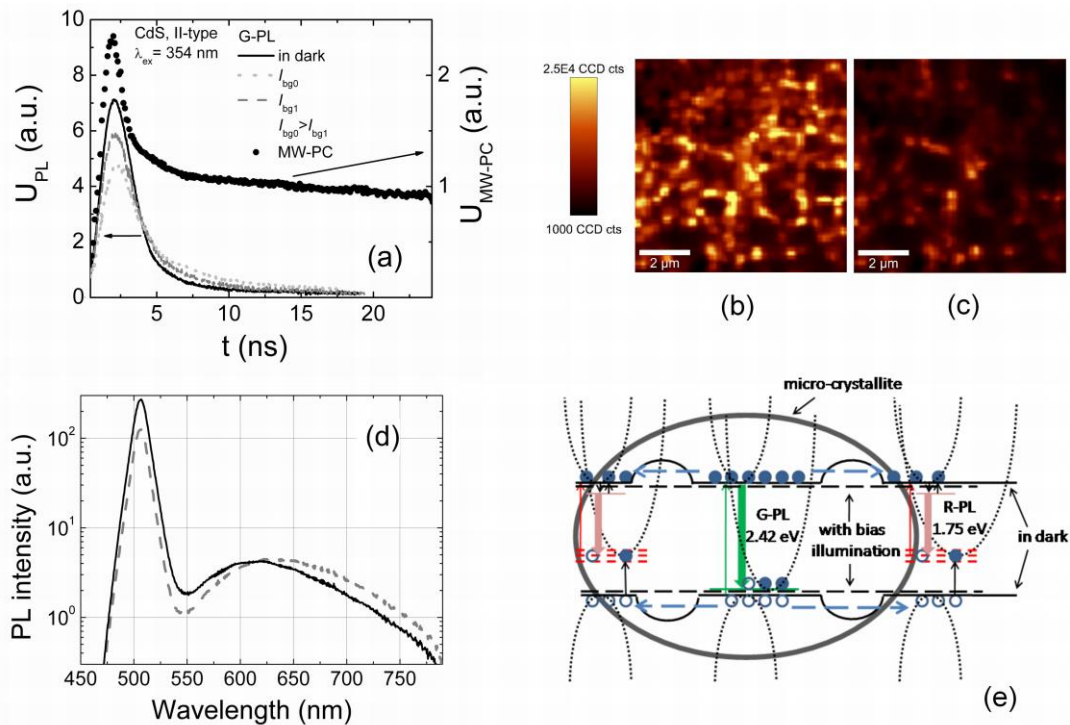 CdS, II-type
λex = 354 nm
G-PL
in dark
Ibg0
Ibg1
Ibg0>Ibg1
MW-PC
10
8
6
4
2
0
UPL (a.u.)
2
1
0
UMW-PC (a.u.)
(a)
5
10
15
20
t (ns)
2.5E4 CCD cts
1000 CCD cts
2 µm
2 µm
(b)
(c)
10²
10¹
10⁰
PL intensity (a.u.)
(d)
450 500 550 600 650 700 750
Wavelength (nm)
micro-crystallite
G-PL
2.42 eV
with bias
illumination
R-PL
1.75 eV
in dark
(e)